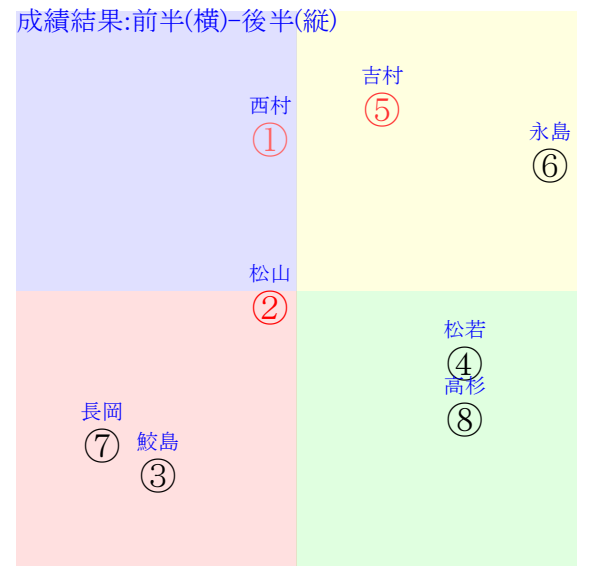 成績結果:前半(横)-後半(縦)
吉村
⑤
西村
①
永島
⑥
松山
②
松若
④
高杉
⑧
長岡
⑦
鮫島
③